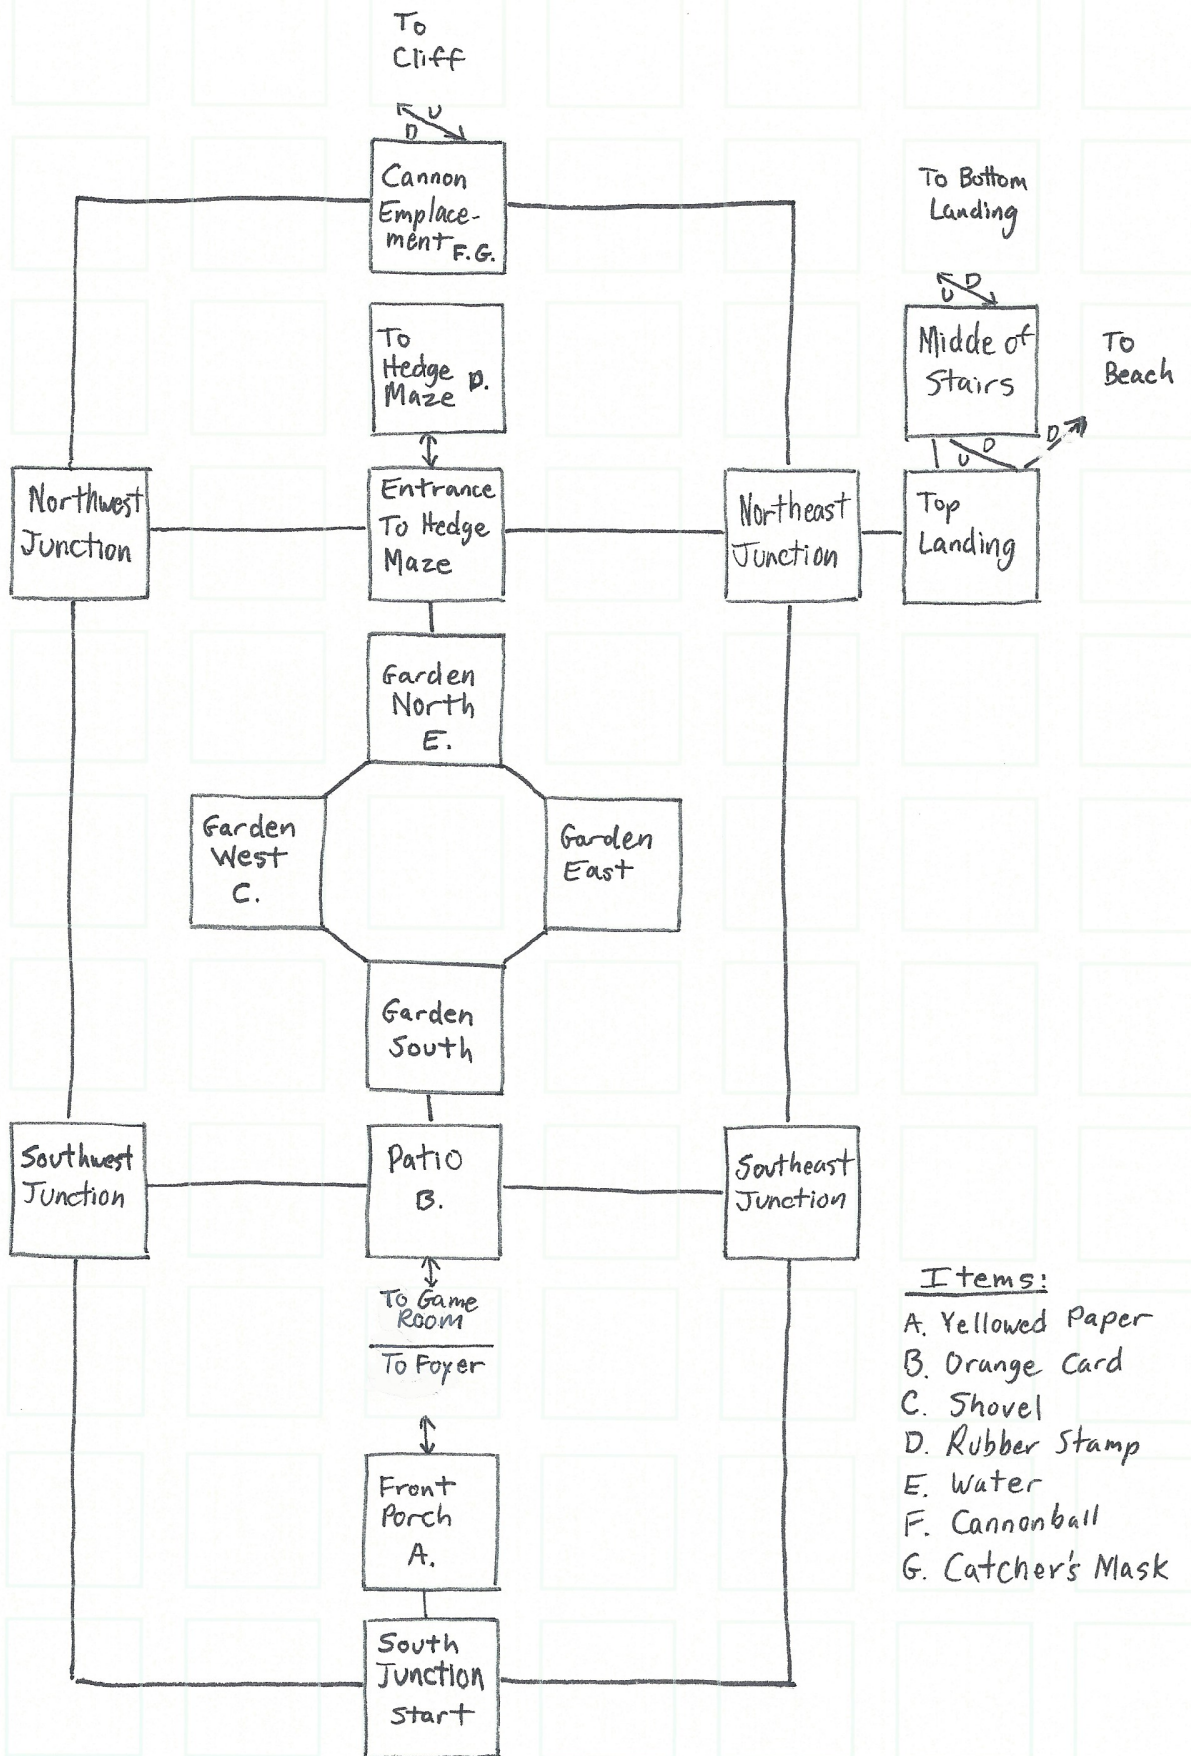 To
Cliff
U
D
Cannon
Emplace-
ment F.G.
To Bottom
Landing
D
U
To
Hedge
Maze D.
Midde of
Stairs
To
Beach
D
U
D
Northwest
Junction
Entrance
To Hedge
Maze
Northeast
Junction
Top
Landing
Garden
North
E.
Garden
West
C.
Garden
East
Garden
South
Southwest
Junction
Patio
B.
Southeast
Junction
To Game
Room
To Foyer
Front
Porch
A.
South
Junction
Start
Items:
A. Yellowed Paper
B. Orange Card
C. Shovel
D. Rubber Stamp
E. Water
F. Cannonball
G. Catcher's Mask